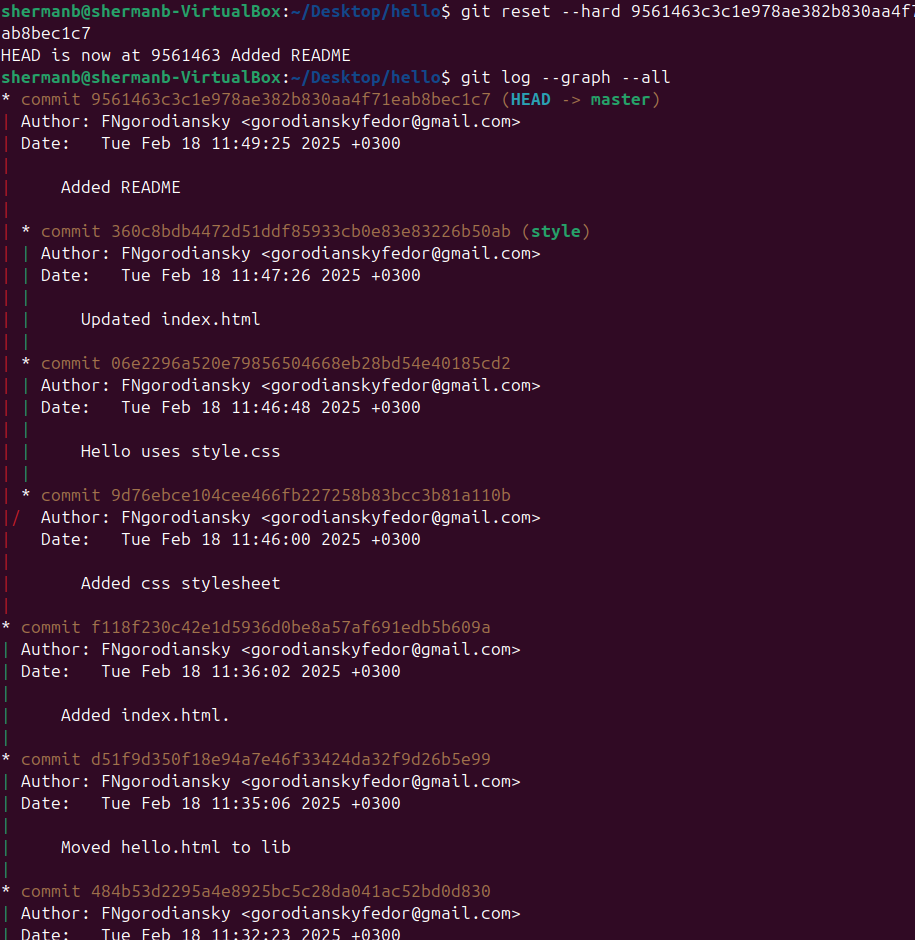 shermanb@shermanb-VirtualBox:~/Desktop/hello$ git reset --hard 9561463c3c1e978ae382b830aa4f7
ab8bec1c7
HEAD is now at 9561463 Added README
shermanb@shermanb-VirtualBox:~/Desktop/hello$ git log --graph --all
* commit 9561463c3c1e978ae382b830aa4f71eab8bec1c7 (HEAD -> master)
| Author: FNgorodiansky <gorodianskyfedor@gmail.com>
| Date:   Tue Feb 18 11:49:25 2025 +0300
|
|     Added README
|
| * commit 360c8bdb4472d51ddf85933cb0e83e83226b50ab (style)
| | Author: FNgorodiansky <gorodianskyfedor@gmail.com>
| | Date:   Tue Feb 18 11:47:26 2025 +0300
| |
| |     Updated index.html
| |
| * commit 06e2296a520e79856504668eb28bd54e40185cd2
| | Author: FNgorodiansky <gorodianskyfedor@gmail.com>
| | Date:   Tue Feb 18 11:46:48 2025 +0300
| |
| |     Hello uses style.css
| |
| * commit 9d76ebce104cee466fb227258b83bcc3b81a110b
|/  Author: FNgorodiansky <gorodianskyfedor@gmail.com>
|   Date:   Tue Feb 18 11:46:00 2025 +0300
|
|       Added css stylesheet
|
* commit f118f230c42e1d5936d0be8a57af691edb5b609a
| Author: FNgorodiansky <gorodianskyfedor@gmail.com>
| Date:   Tue Feb 18 11:36:02 2025 +0300
|
|     Added index.html.
|
* commit d51f9d350f18e94a7e46f33424da32f9d26b5e99
| Author: FNgorodiansky <gorodianskyfedor@gmail.com>
| Date:   Tue Feb 18 11:35:06 2025 +0300
|
|     Moved hello.html to lib
|
* commit 484b53d2295a4e8925bc5c28da041ac52bd0d830
| Author: FNgorodiansky <gorodianskyfedor@gmail.com>
| Date:   Tue Feb 18 11:32:23 2025 +0300